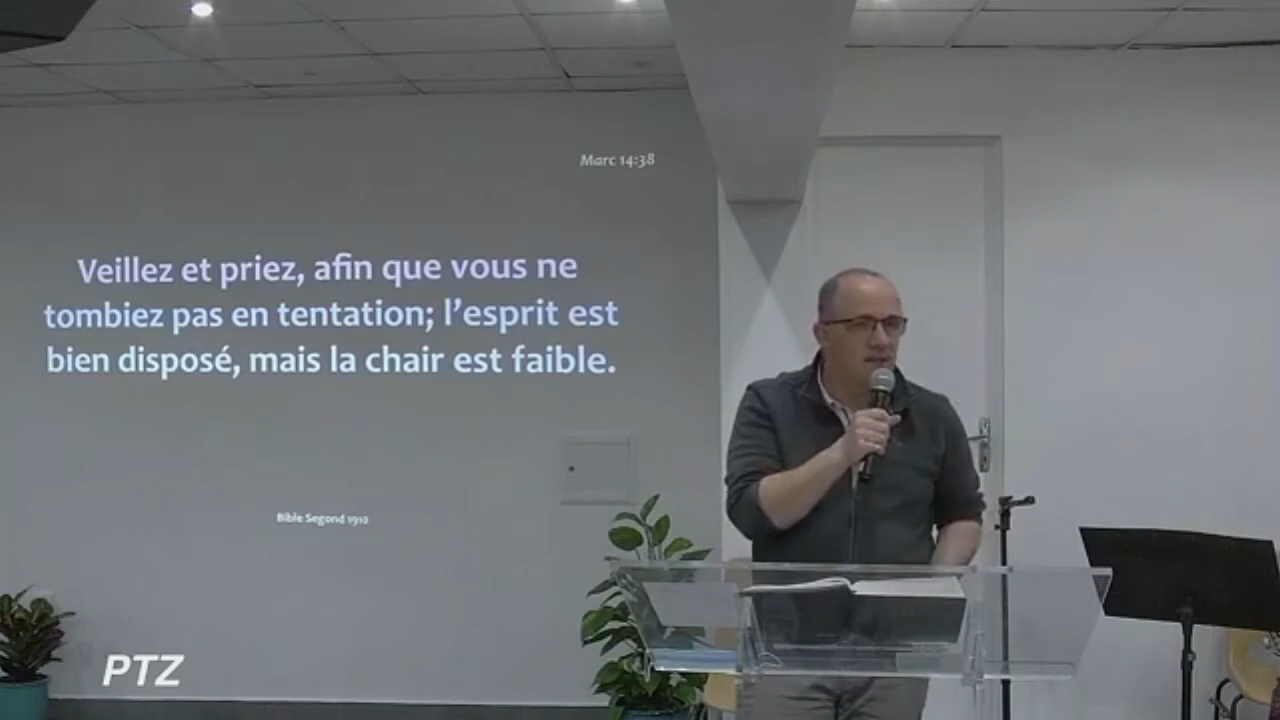 Marc 14:38
Veillez et priez, afin que vous ne
tombiez pas en tentation; l'esprit est
bien disposé, mais la chair est faible.
Bible Segond 1910
PTZ